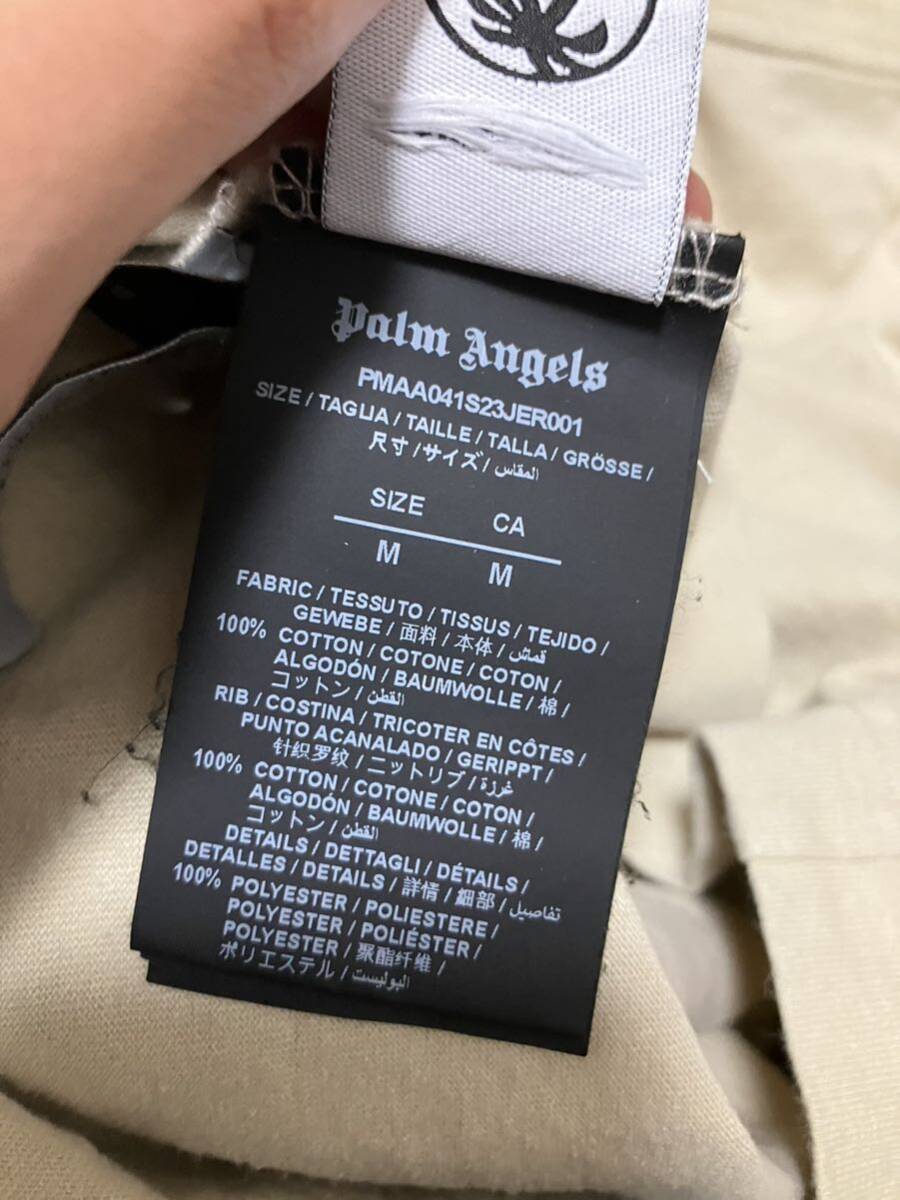 Palm Angels
PMAA041S23JER001
SIZE / TAGLIA / TAILLE / TALLA / GRÖSSE /
尺寸 / サイズ / المقاس
SIZE CA
M M
FABRIC / TESSUTO / TISSUS / TEJIDO /
GEWEBE / 面料 / 本体 / قماش
100% COTTON / COTONE / COTON /
ALGODÓN / BAUMWOLLE / 棉 /
コットン / القطن
RIB / COSTINA / TRICOTER EN CÔTES /
PUNTO ACANALADO / GERIPPT /
针织罗纹 / ニットリブ / غرزة
100% COTTON / COTONE / COTON /
ALGODÓN / BAUMWOLLE / 棉 /
コットン / القطن
DETAILS / DETTAGLI / DÉTAILS /
DETALLES / DETAILS / 詳情 / 細部 / تفاصيل
100% POLYESTER / POLIESTERE /
POLYESTER / POLIÉSTER /
POLYESTER / 聚酯纤维 /
ポリエステル / البوليست